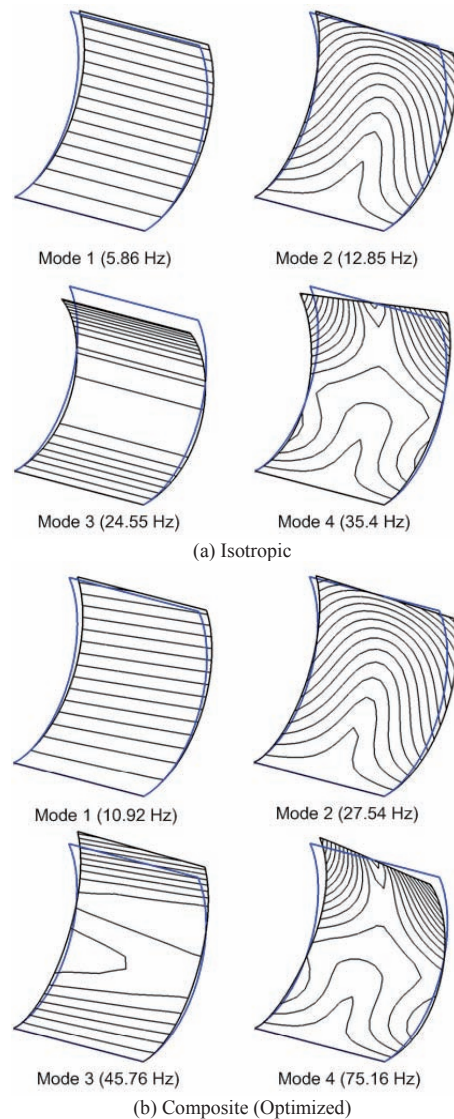 Mode 1 (5.86 Hz)
Mode 2 (12.85 Hz)
Mode 3 (24.55 Hz)
Mode 4 (35.4 Hz)
(a) Isotropic
Mode 1 (10.92 Hz)
Mode 2 (27.54 Hz)
Mode 3 (45.76 Hz)
Mode 4 (75.16 Hz)
(b) Composite (Optimized)